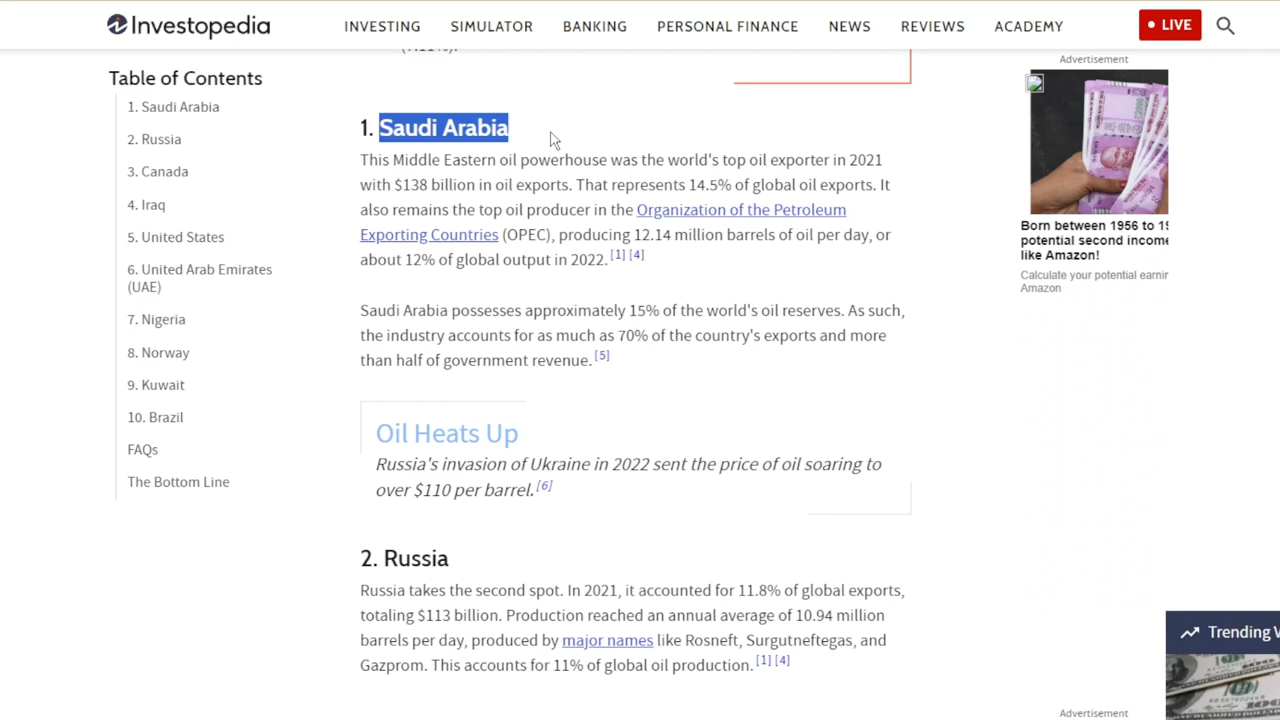 Investopedia
INVESTING
SIMULATOR
BANKING
PERSONAL FINANCE
NEWS
REVIEWS
ACADEMY
LIVE
Table of Contents
1. Saudi Arabia
2. Russia
3. Canada
4. Iraq
5. United States
6. United Arab Emirates
(UAE)
7. Nigeria
8. Norway
9. Kuwait
10. Brazil
FAQs
The Bottom Line
1. Saudi Arabia
This Middle Eastern oil powerhouse was the world's top oil exporter in 2021
with $138 billion in oil exports. That represents 14.5% of global oil exports. It
also remains the top oil producer in the Organization of the Petroleum
Exporting Countries (OPEC), producing 12.14 million barrels of oil per day, or
about 12% of global output in 2022. [1] [4]
Saudi Arabia possesses approximately 15% of the world's oil reserves. As such,
the industry accounts for as much as 70% of the country's exports and more
than half of government revenue. [5]
Oil Heats Up
Russia's invasion of Ukraine in 2022 sent the price of oil soaring to
over $110 per barrel. [6]
2. Russia
Russia takes the second spot. In 2021, it accounted for 11.8% of global exports,
totaling $113 billion. Production reached an annual average of 10.94 million
barrels per day, produced by major names like Rosneft, Surgutneftegas, and
Gazprom. This accounts for 11% of global oil production. [1] [4]
Advertisement
Born between 1956 to
potential second income
like Amazon!
Calculate your potential
Amazon
Trending
Advertisement